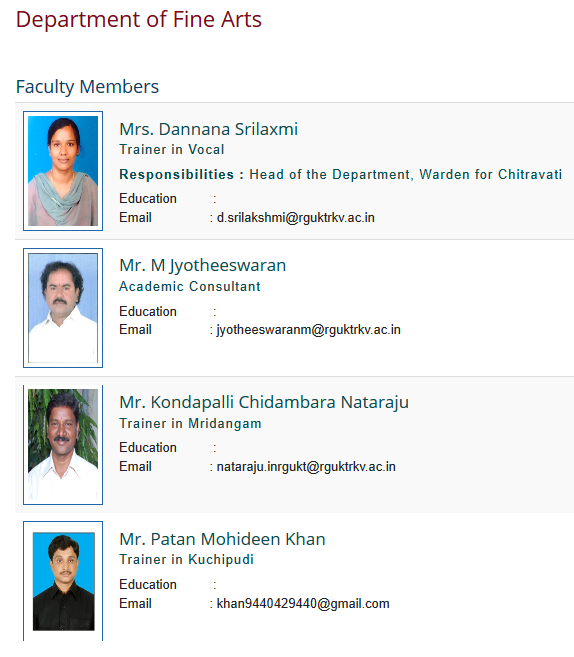 Department of Fine Arts
Faculty Members
Mrs. Dannana Srilaxmi
Trainer in Vocal
Responsibilities : Head of the Department, Warden for Chitravati
Education :
Email : d.srilakshmi@rguktrkv.ac.in
Mr. M Jyotheeswaran
Academic Consultant
Education :
Email : jyotheeswaranm@rguktrkv.ac.in
Mr. Kondapalli Chidambara Nataraju
Trainer in Mridangam
Education :
Email : nataraju.inrgukt@rguktrkv.ac.in
Mr. Patan Mohideen Khan
Trainer in Kuchipudi
Education :
Email : khan9440429440@gmail.com